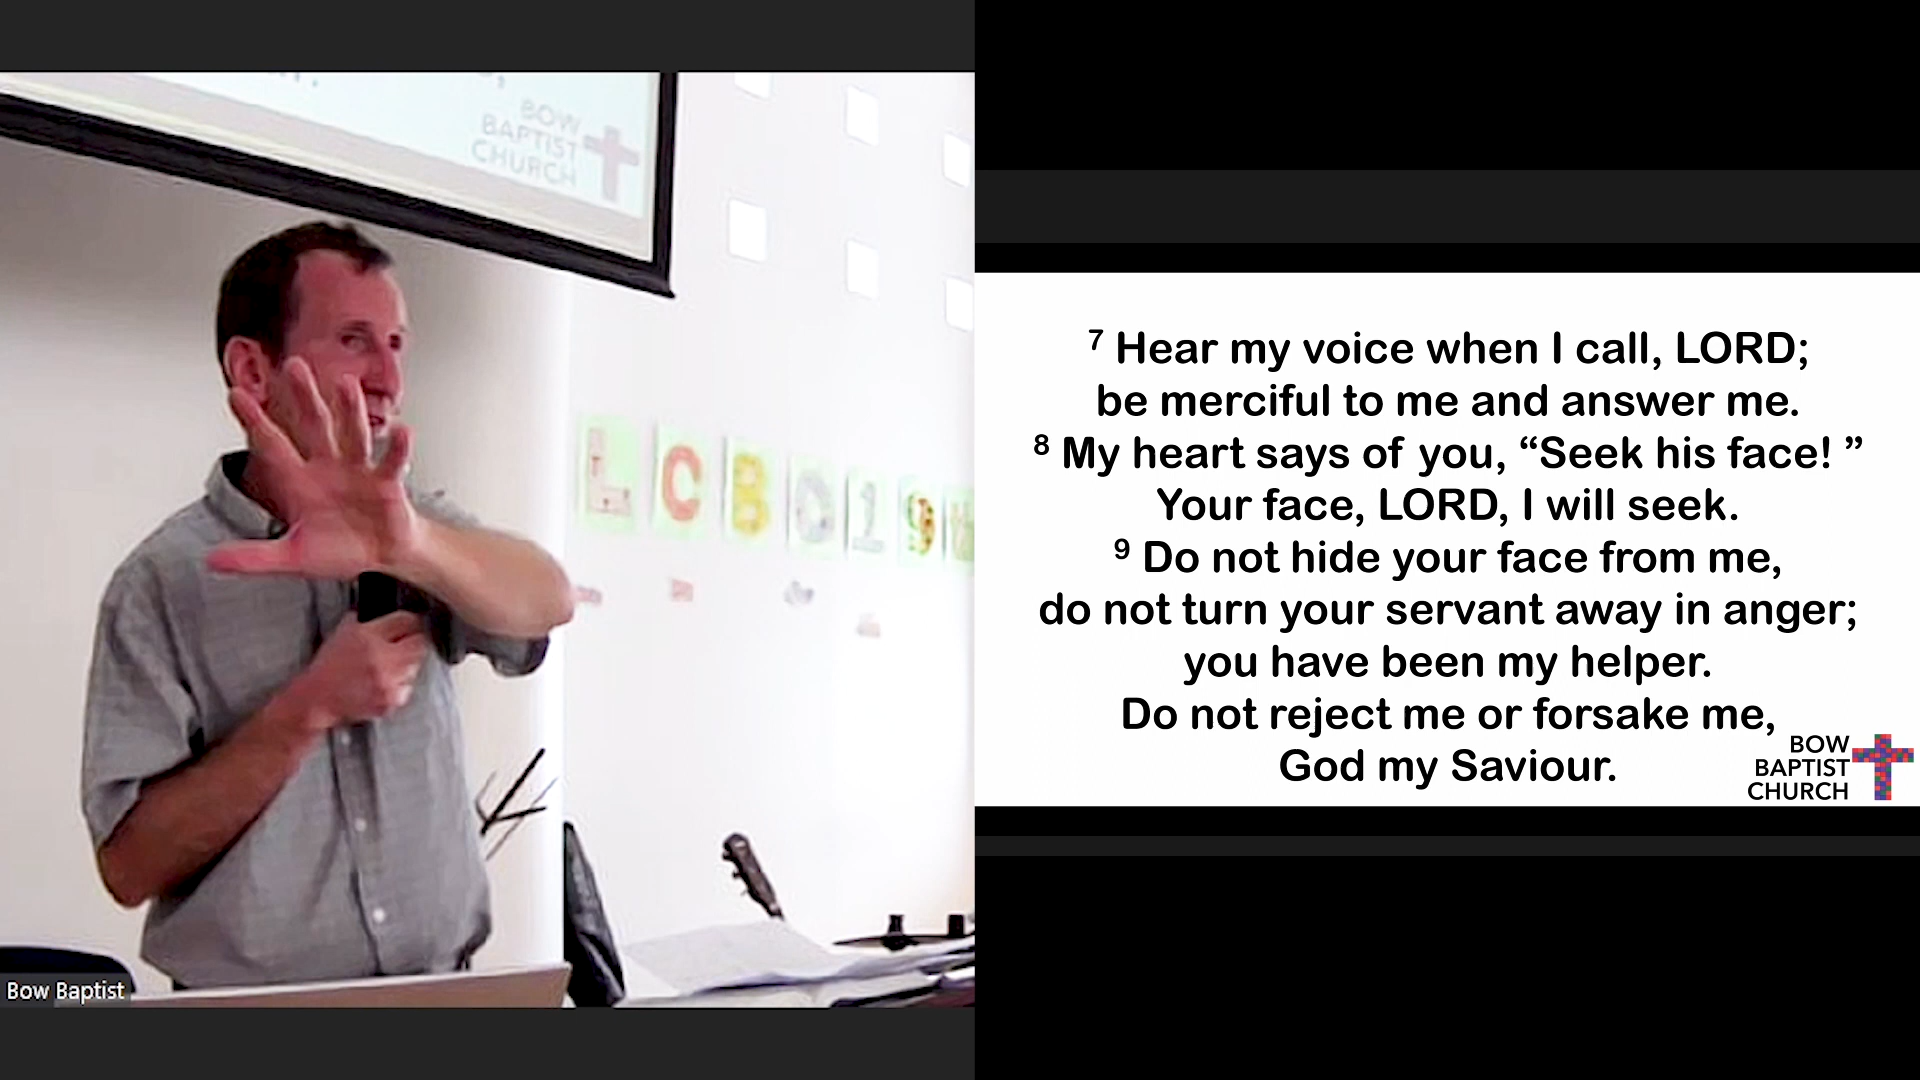 BOW
BAPTIST
CHURCH
LCBC19
Bow Baptist
⁷ Hear my voice when I call, LORD;
be merciful to me and answer me.
⁸ My heart says of you, “Seek his face! ”
Your face, LORD, I will seek.
⁹ Do not hide your face from me,
do not turn your servant away in anger;
you have been my helper.
Do not reject me or forsake me,
God my Saviour.
BOW
BAPTIST
CHURCH